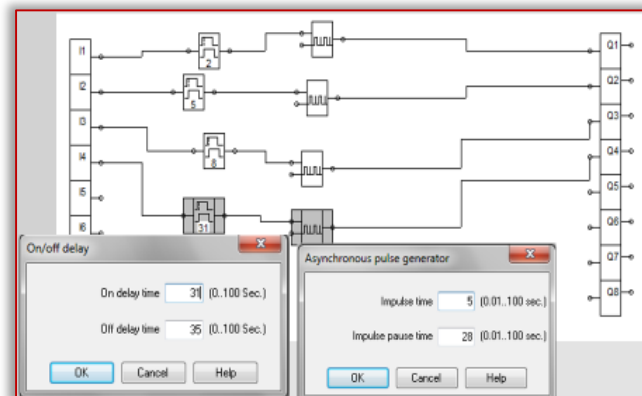 I1
2
Q1
I2
5
Q2
I3
8
Q3
I4
31
Q4
I5
Q5
I6
Q6
Q7
Q8
On/off delay
On delay time 31 (0..100 Sec.)
Off delay time 35 (0..100 Sec.)
OK Cancel Help
Asynchronous pulse generator
Impulse time 5 (0.01..100 sec.)
Impulse pause time 28 (0.01..100 sec.)
OK Cancel Help